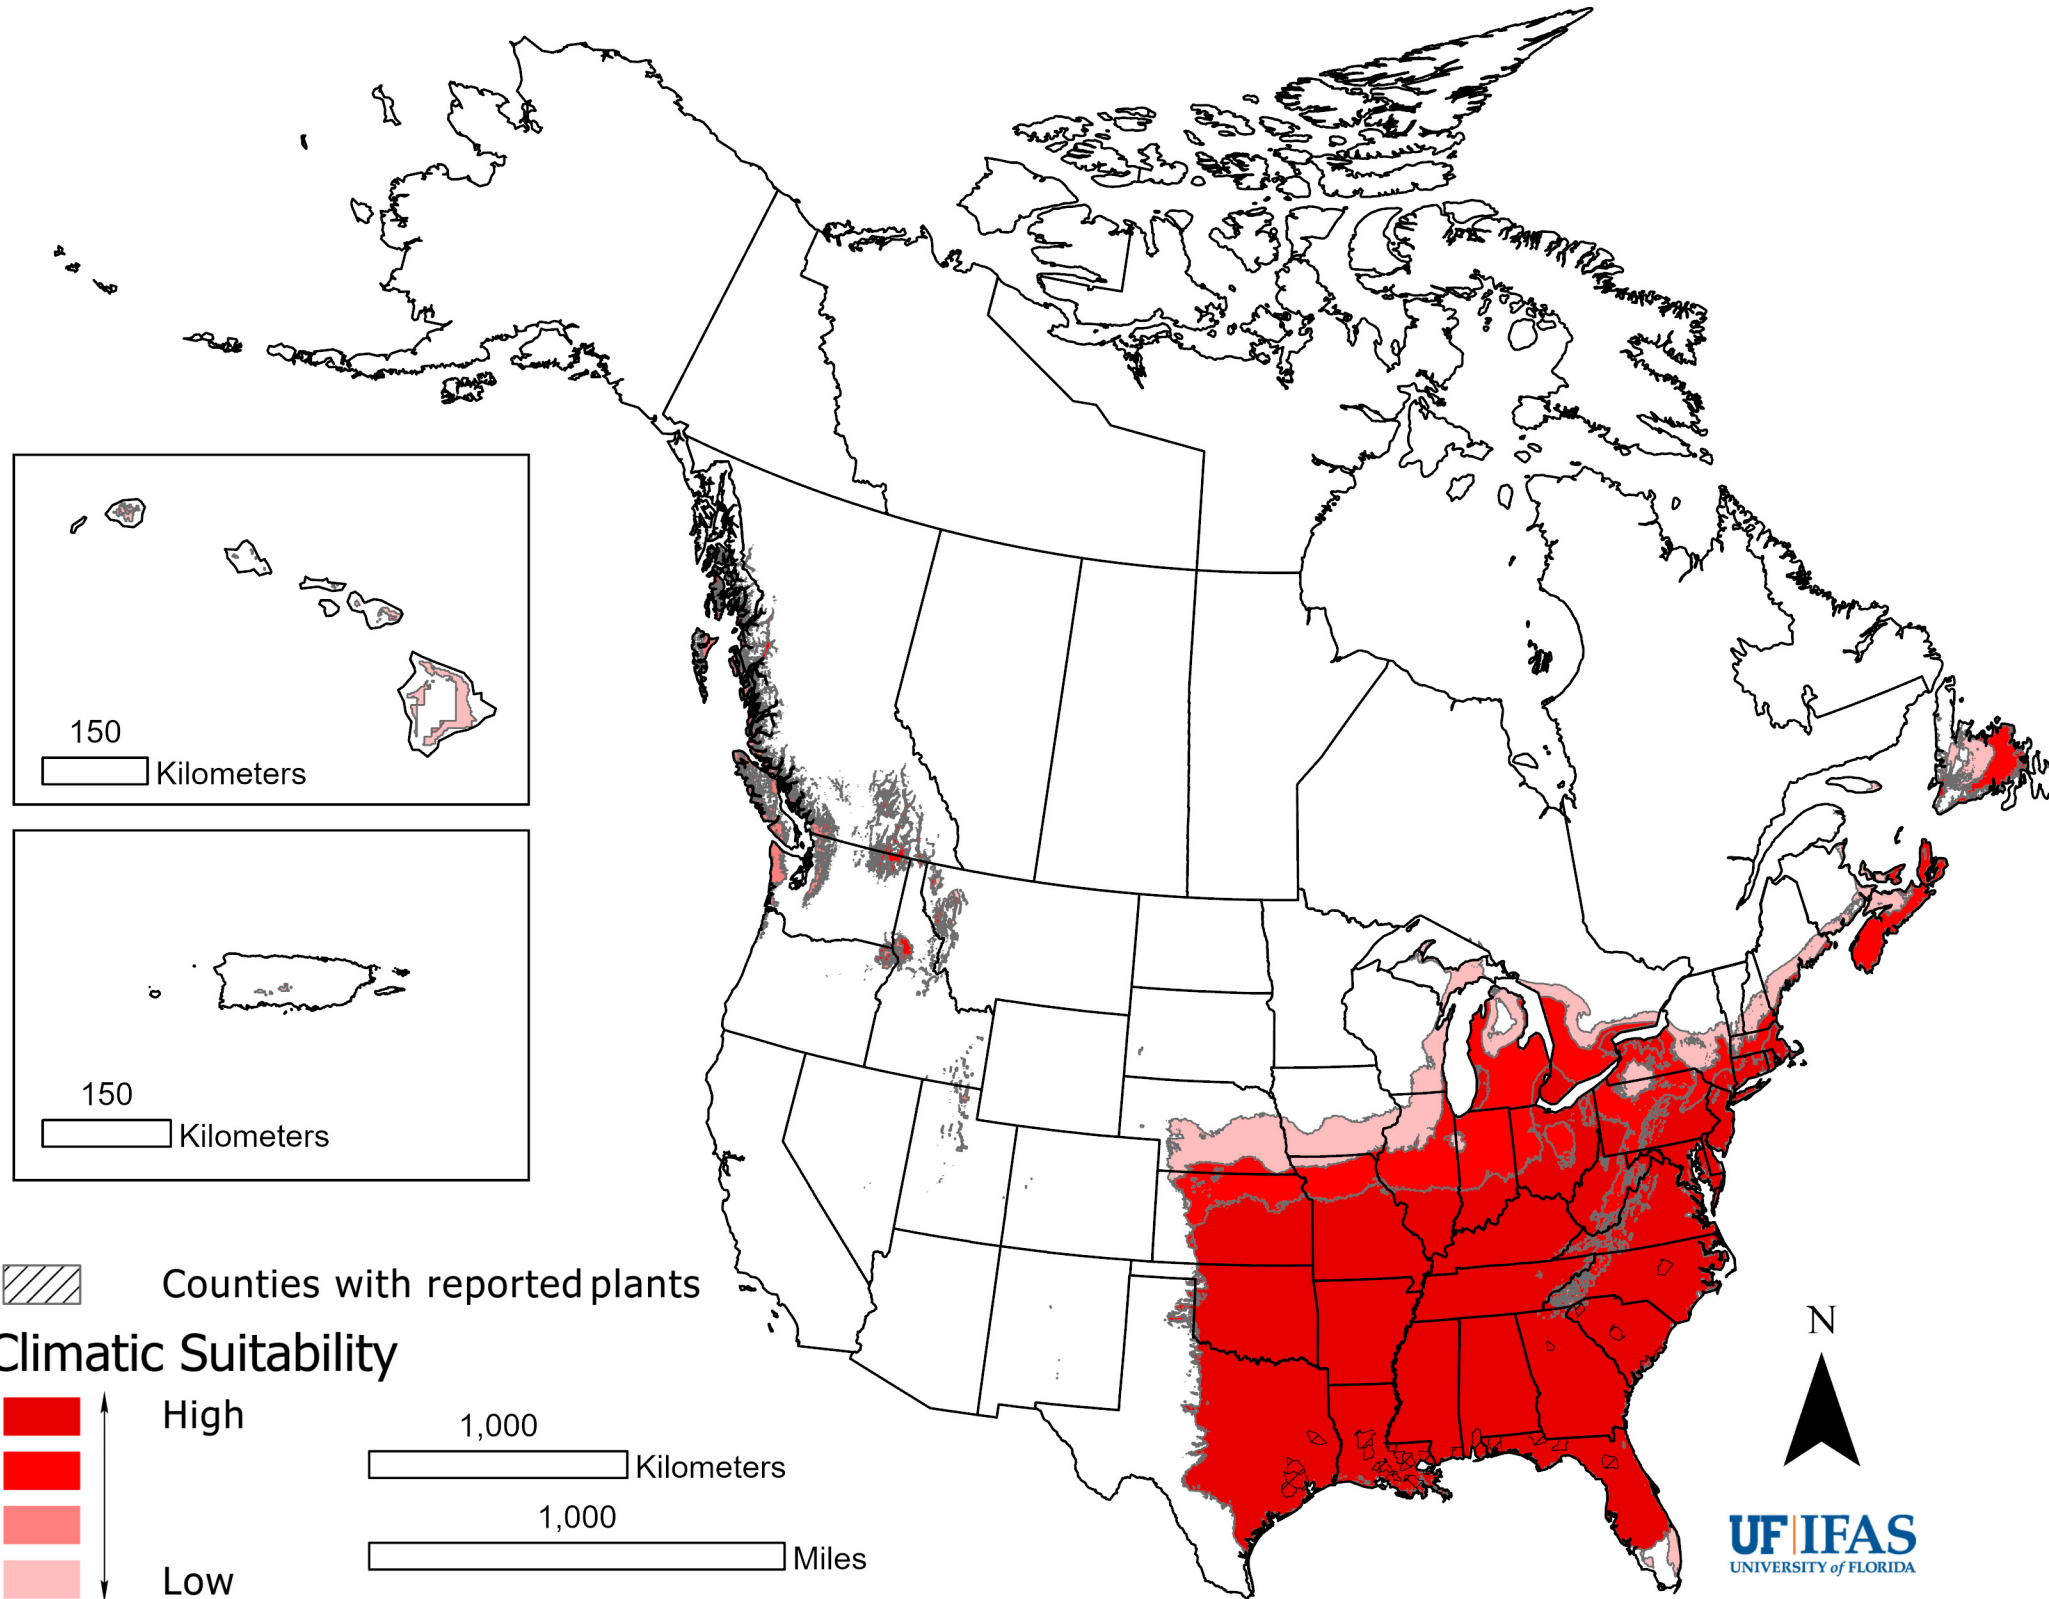 150
Kilometers
150
Kilometers
Counties with reported plants
Climatic Suitability
High
Low
1,000
Kilometers
1,000
Miles
N
UF|IFAS
UNIVERSITY of FLORIDA